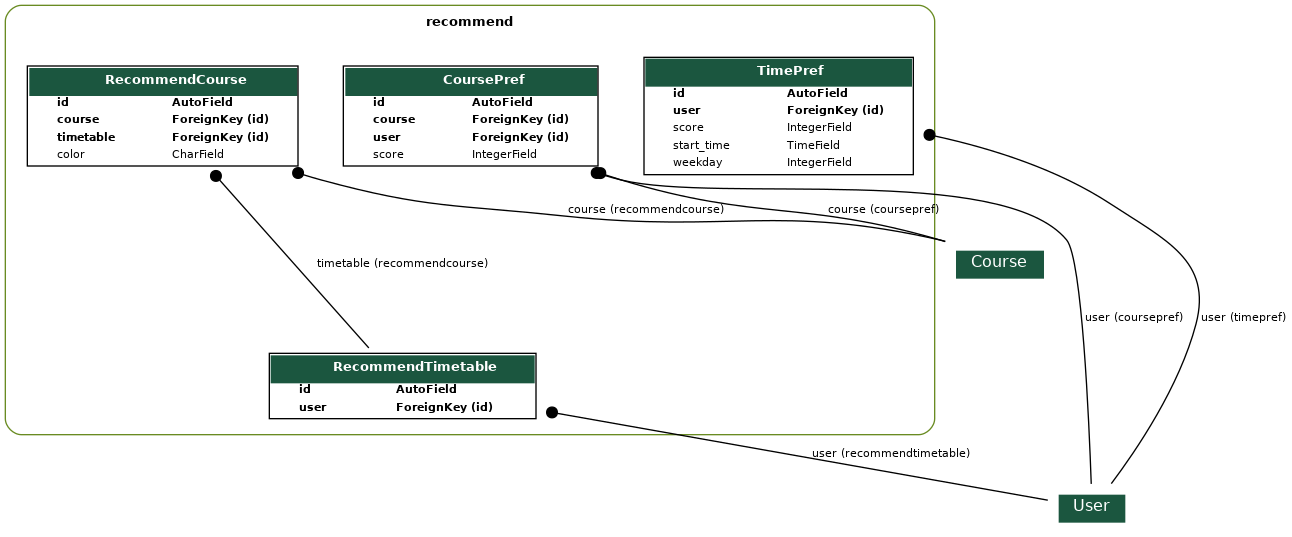 recommend
RecommendCourse
id AutoField
course ForeignKey (id)
timetable ForeignKey (id)
color CharField
CoursePref
id AutoField
course ForeignKey (id)
user ForeignKey (id)
score IntegerField
TimePref
id AutoField
user ForeignKey (id)
score IntegerField
start_time TimeField
weekday IntegerField
course (recommendcourse)
course (coursepref)
timetable (recommendcourse)
Course
user (coursepref)
user (timepref)
RecommendTimetable
id AutoField
user ForeignKey (id)
user (recommendtimetable)
User